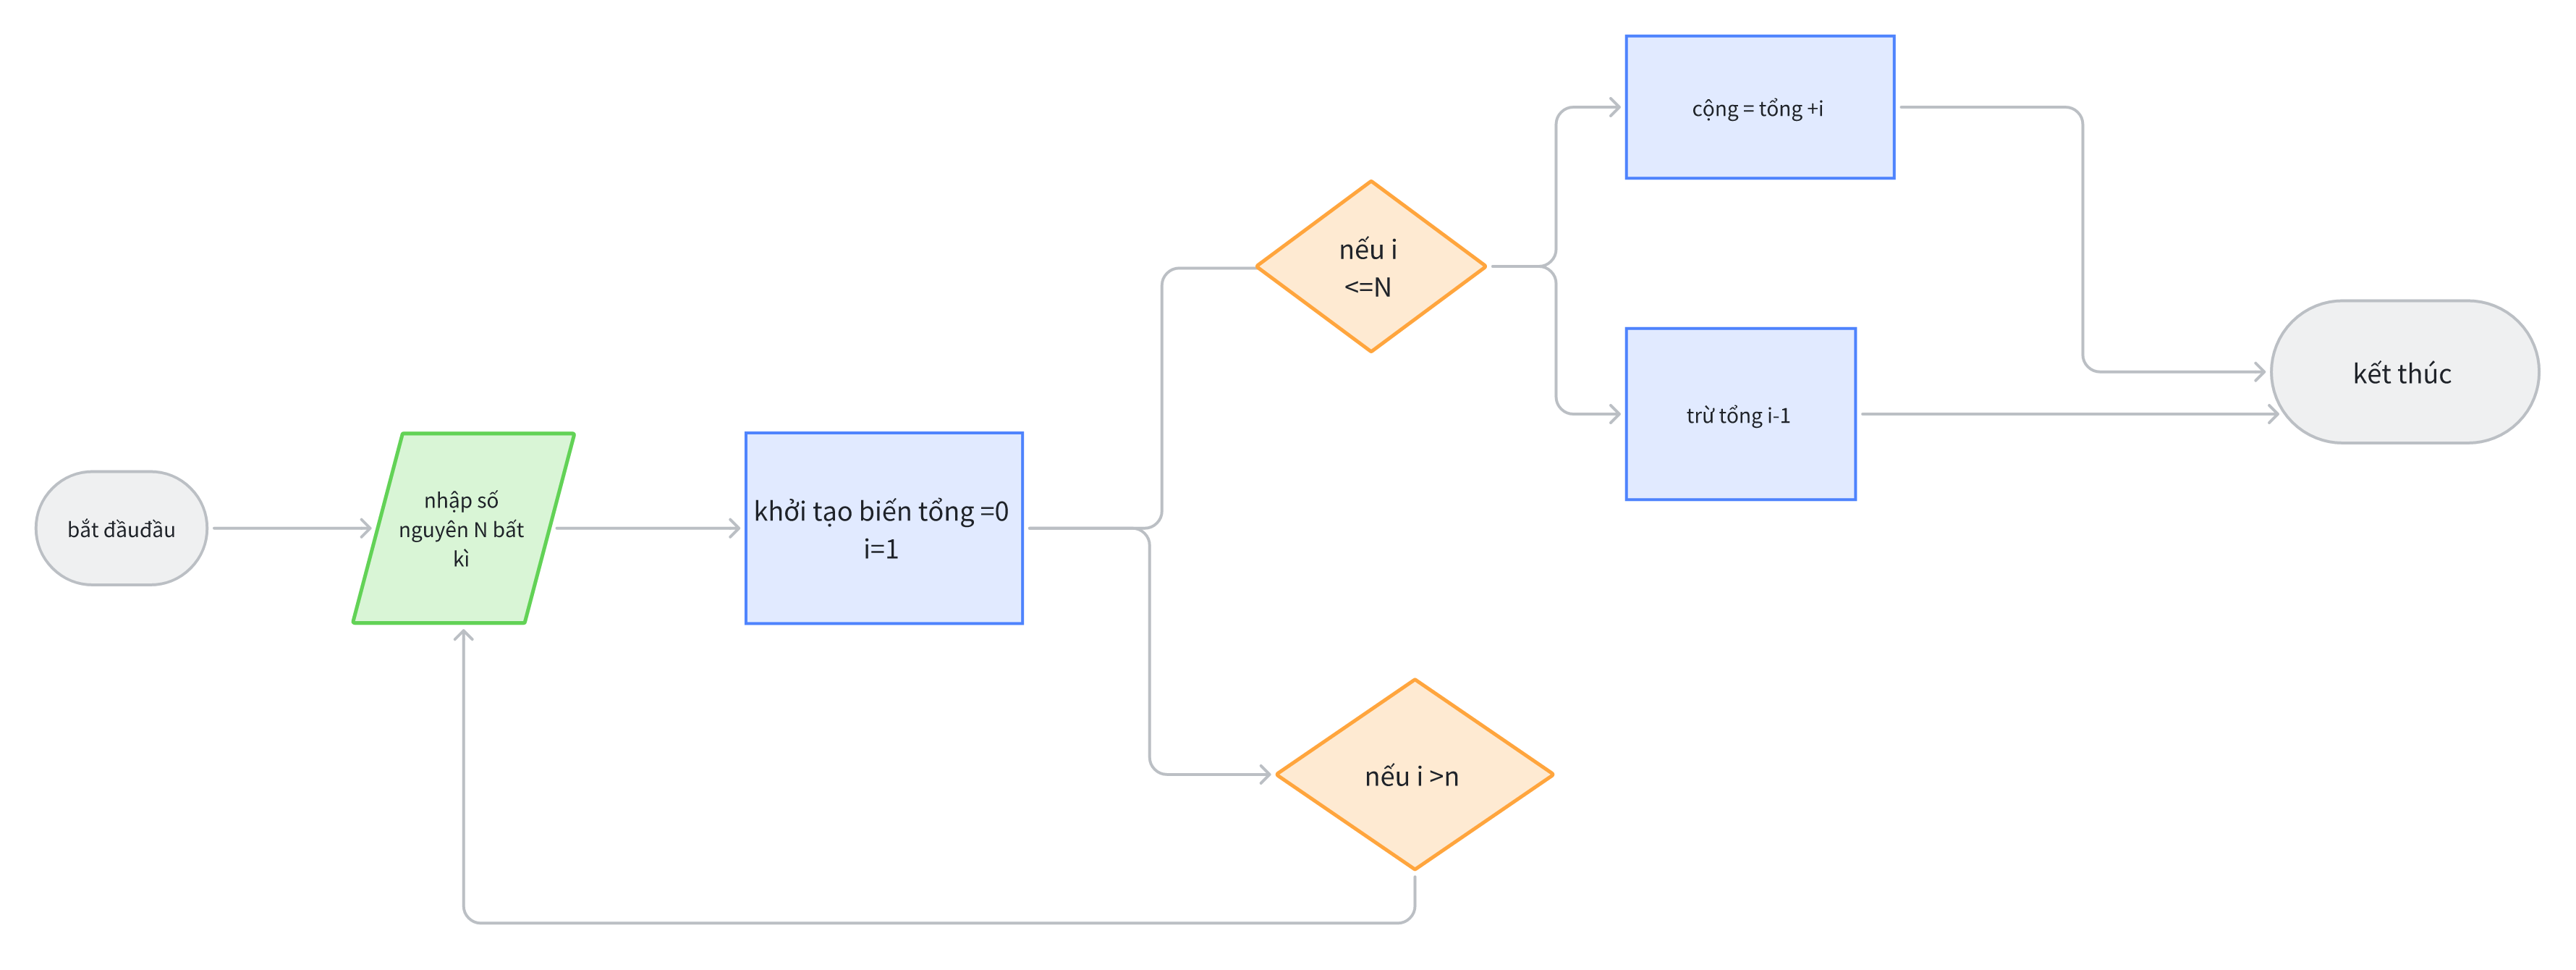 bắt đầuđầu
nhập số
nguyên N bất
kì
khởi tạo biến tổng =0
i=1
nếu i
<=N
cộng = tổng +i
trừ tổng i-1
kết thúc
nếu i >n